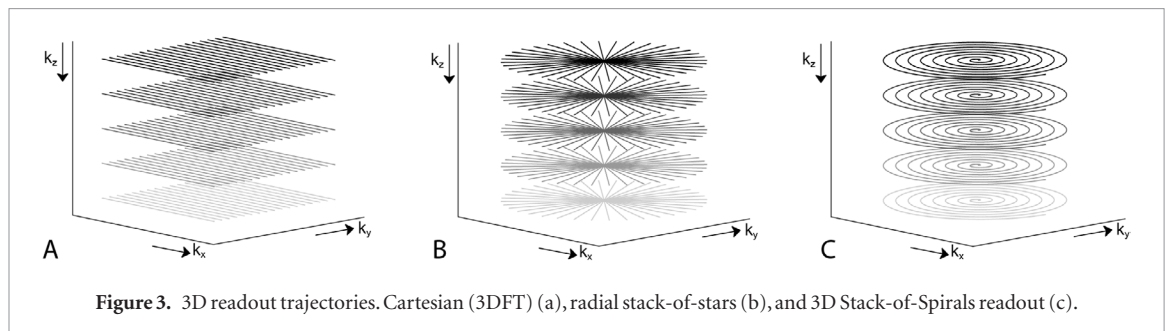 k_z
k_z
k_z
A
k_x
k_y
B
k_x
k_y
C
k_x
k_y
Figure 3. 3D readout trajectories. Cartesian (3DFT) (a), radial stack-of-stars (b), and 3D Stack-of-Spirals readout (c).